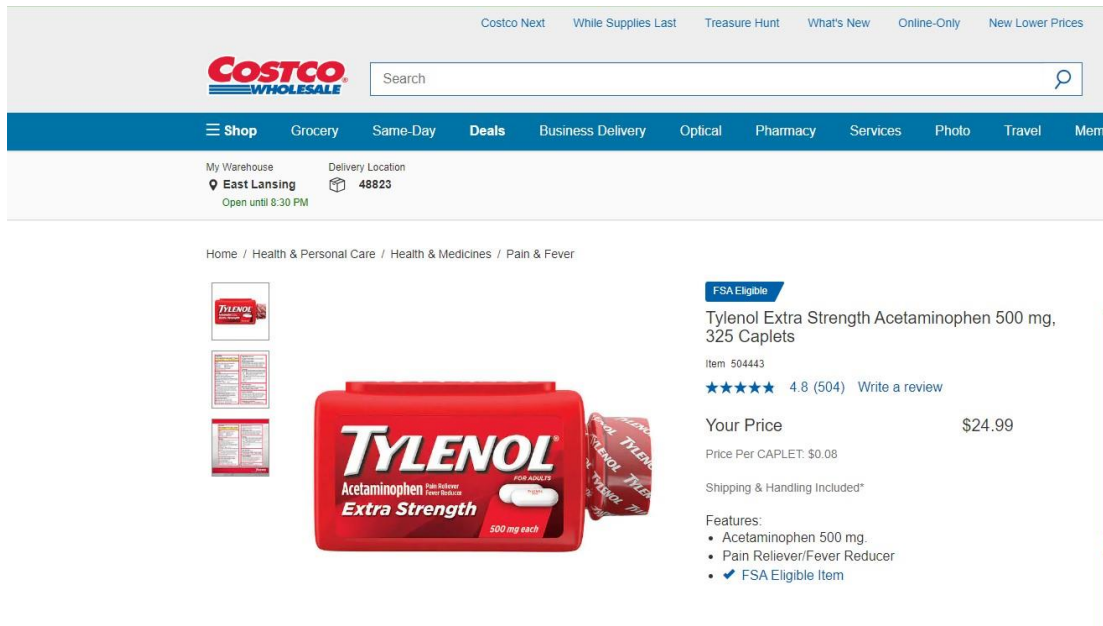 Costco Next While Supplies Last Treasure Hunt What's New Online-Only New Lower Prices
COSTCO WHOLESALE
Search
Shop Grocery Same-Day Deals Business Delivery Optical Pharmacy Services Photo Travel Mem
My Warehouse Delivery Location
East Lansing 48823
Open until 8:30 PM
Home / Health & Personal Care / Health & Medicines / Pain & Fever
FSA Eligible
Tylenol Extra Strength Acetaminophen 500 mg,
325 Caplets
Item 504443
4.8 (504) Write a review
Your Price $24.99
Price Per CAPLET: $0.08
Shipping & Handling Included*
Features:
Acetaminophen 500 mg.
Pain Reliever/Fever Reducer
FSA Eligible Item
TYLENOL
FOR ADULTS
Acetaminophen Pain Reliever
Fever Reducer
Extra Strength
500 mg each